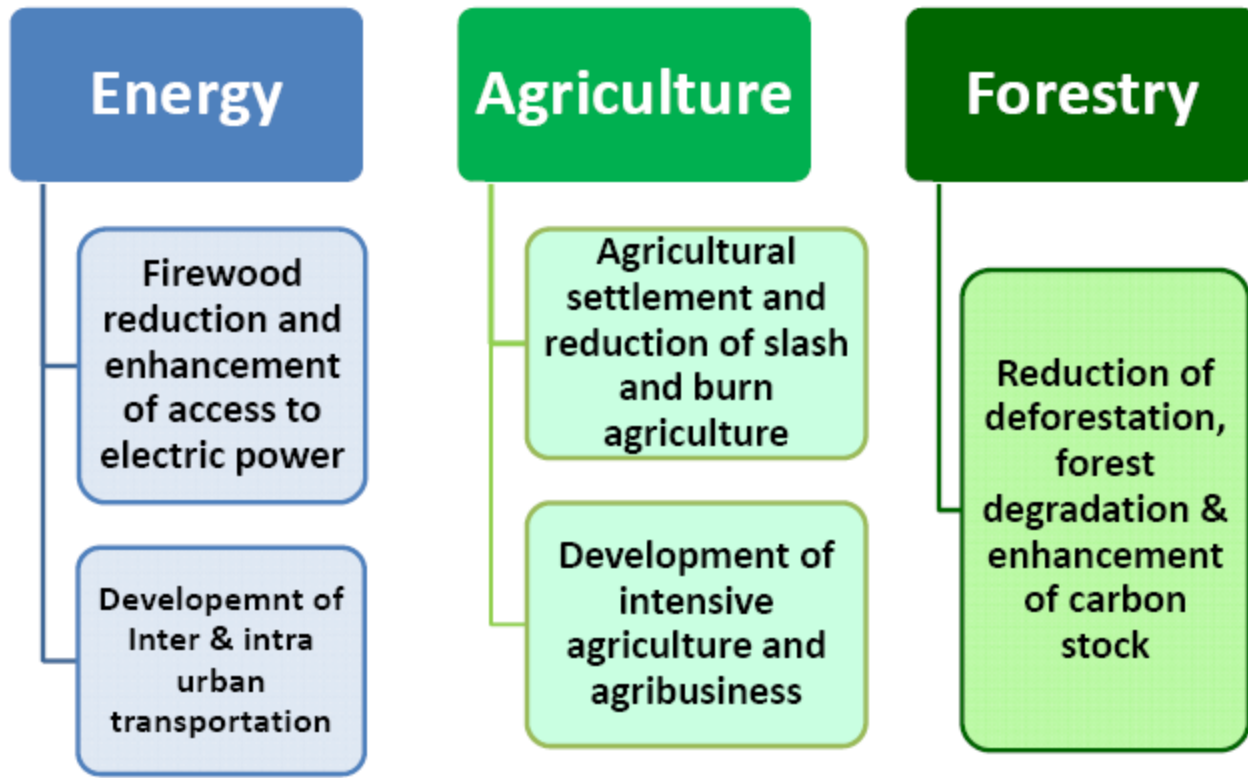 Energy
Firewood
reduction and
enhancement
of access to
electric power
Developemnt of
Inter & intra
urban
transportation
Agriculture
Agricultural
settlement and
reduction of slash
and burn
agriculture
Development of
intensive
agriculture and
agribusiness
Forestry
Reduction of
deforestation,
forest
degradation &
enhancement
of carbon
stock